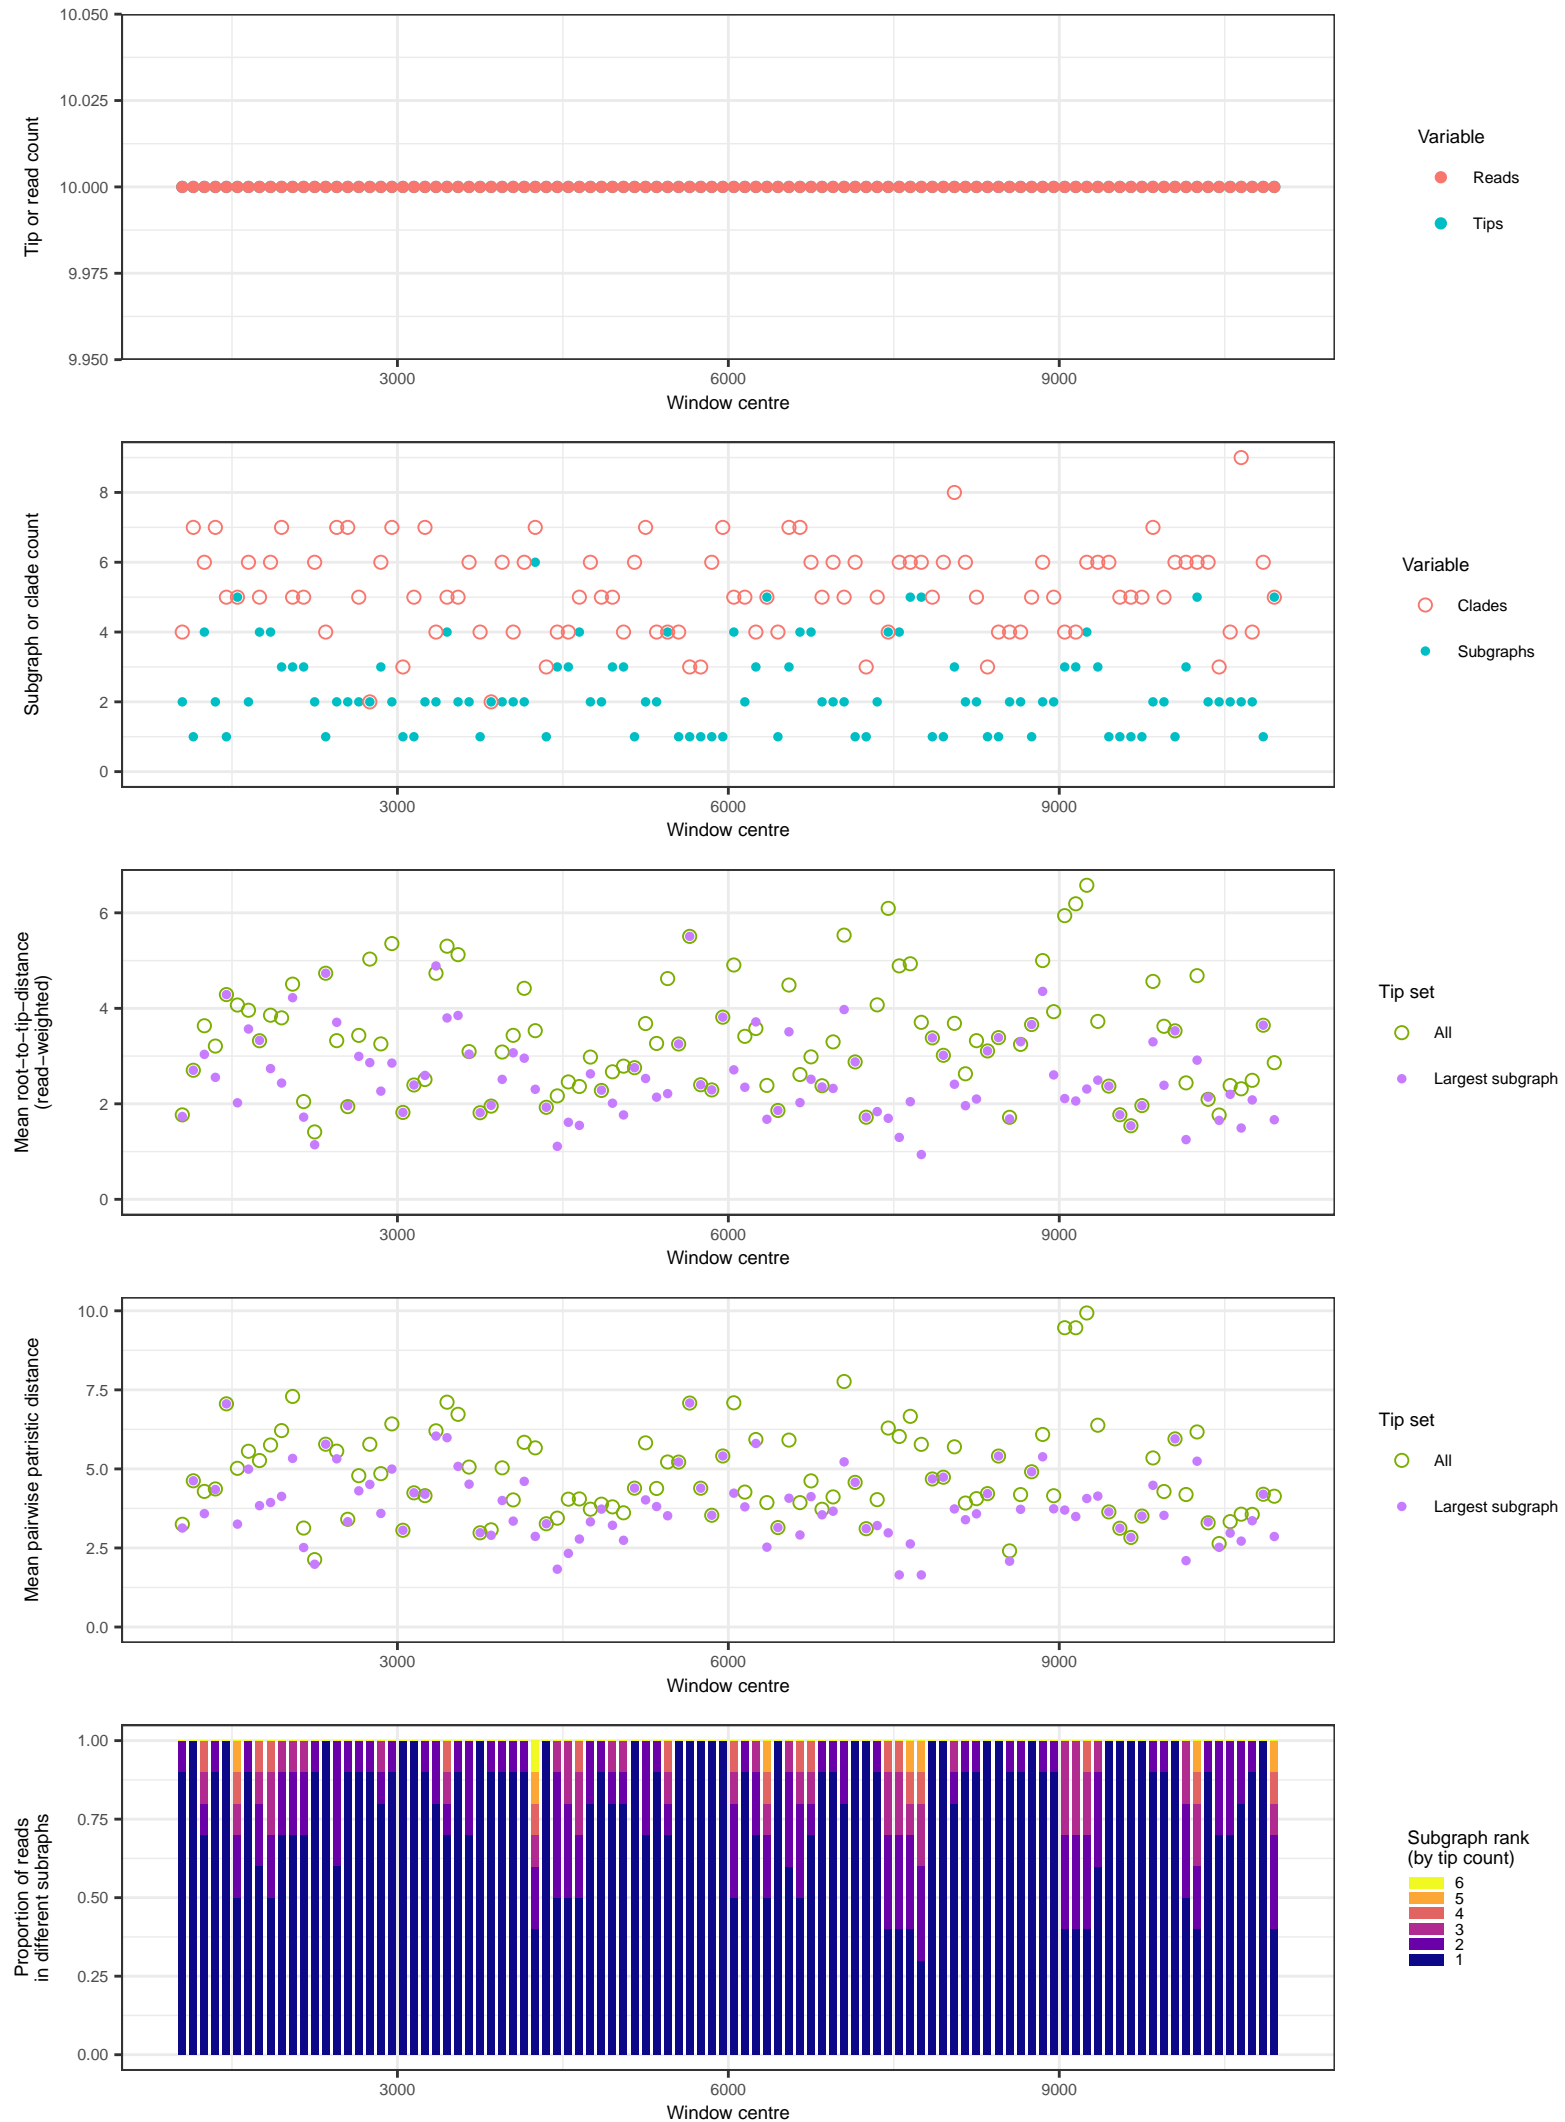 10.050
10.025
10.000
9.975
9.950
Tip or read count
3000
6000
9000
Window centre
Variable
Reads
Tips
8
6
4
2
0
Subgraph or clade count
3000
6000
9000
Window centre
Variable
Clades
Subgraphs
6
4
2
0
Mean root−to−tip−distance
(read−weighted)
3000
6000
9000
Window centre
Tip set
All
Largest subgraph
10.0
7.5
5.0
2.5
0.0
Mean pairwise patristic distance
3000
6000
9000
Window centre
Tip set
All
Largest subgraph
1.00
0.75
0.50
0.25
0.00
Proportion of reads
in different subraphs
3000
6000
9000
Window centre
Subgraph rank
(by tip count)
6
5
4
3
2
1